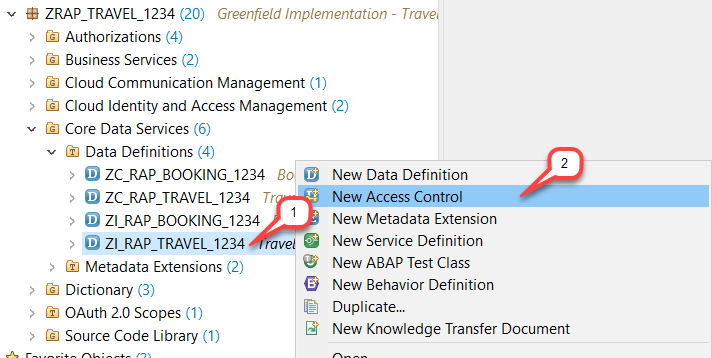 ZRAP_TRAVEL_1234 (20) Greenfield Implementation - Travel
Authorizations (4)
Business Services (2)
Cloud Communication Management (1)
Cloud Identity and Access Management (2)
Core Data Services (6)
Data Definitions (4)
ZC_RAP_BOOKING_1234 Bo
ZC_RAP_TRAVEL_1234 Trave
ZI_RAP_BOOKING_1234
ZI_RAP_TRAVEL_1234 Travel
Metadata Extensions (2)
Dictionary (3)
OAuth 2.0 Scopes (1)
Source Code Library (1)
Favorite Objects (3)
1
2
New Data Definition
New Access Control
New Metadata Extension
New Service Definition
New ABAP Test Class
New Behavior Definition
Duplicate...
New Knowledge Transfer Document
Open